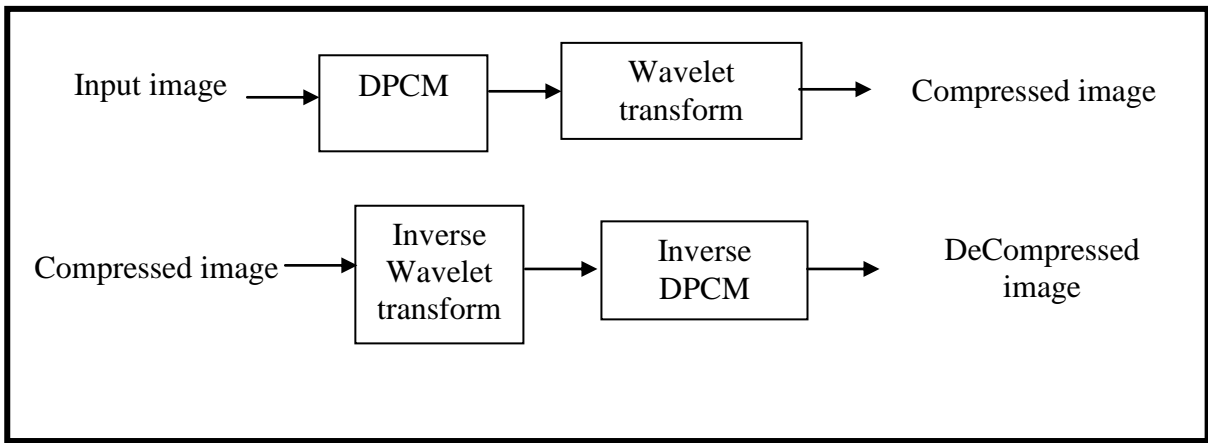 Input image
DPCM
Wavelet
transform
Compressed image
Compressed image
Inverse
Wavelet
transform
Inverse
DPCM
DeCompressed
image